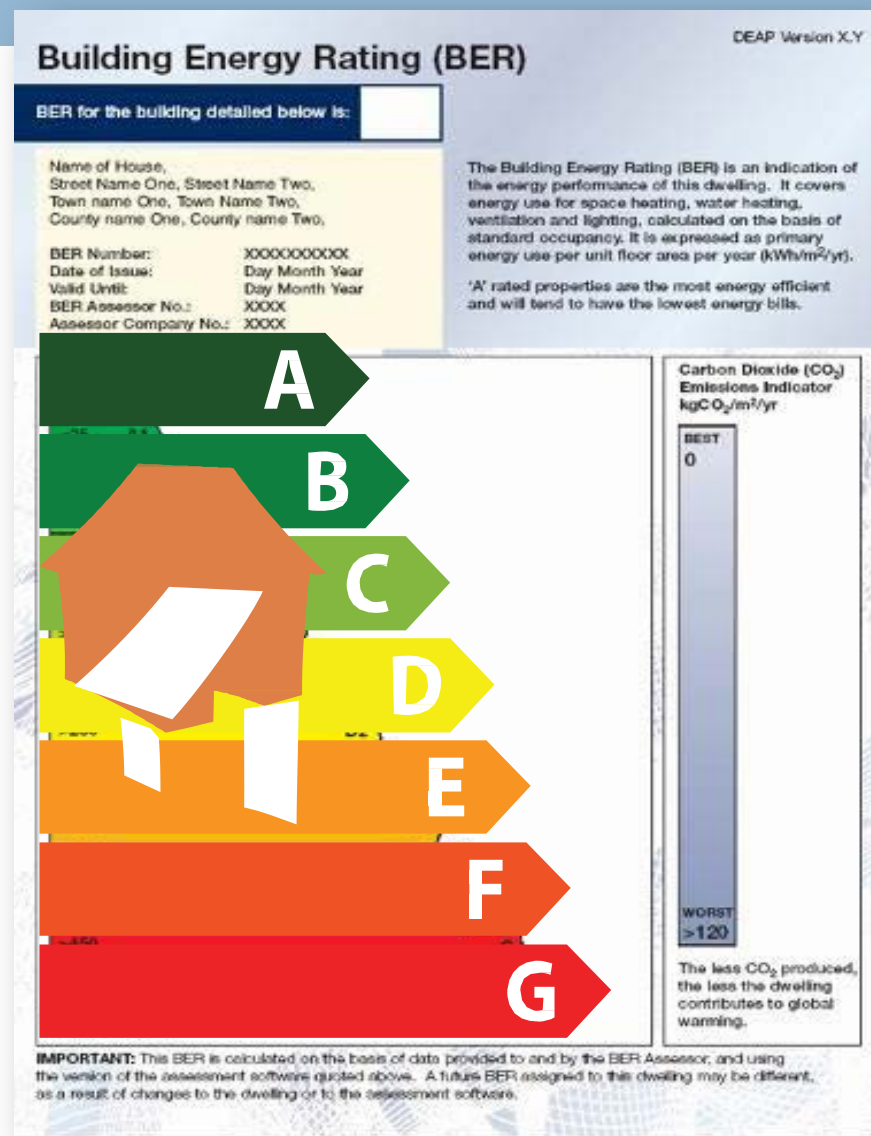 DEAP Version X.Y
Building Energy Rating (BER)
BER for the building detailed below is:
Name of House,
Street Name One, Street Name Two,
Town name One, Town Name Two,
County name One, County name Two,
BER Number: XXXXXXXXXX
Date of Issue: Day Month Year
Valid Until: Day Month Year
BER Assessor No.: XXXX
Assessor Company No.: XXXX
The Building Energy Rating (BER) is an indication of
the energy performance of this dwelling. It covers
energy use for space heating, water heating,
ventilation and lighting, calculated on the basis of
standard occupancy. It is expressed as primary
energy use per unit floor area per year (kWh/m²/yr).
‘A’ rated properties are the most energy efficient
and will tend to have the lowest energy bills.
A
B
C
D
E
F
G
Carbon Dioxide (CO₂)
Emissions Indicator
kgCO₂/m²/yr
BEST
0
WORST
>120
The less CO₂ produced,
the less the dwelling
contributes to global
warming.
IMPORTANT: This BER is calculated on the basis of data provided to and by the BER Assessor, and using
the version of the assessment software quoted above. A future BER assigned to this dwelling may be different,
as a result of changes to the dwelling or to the assessment software.